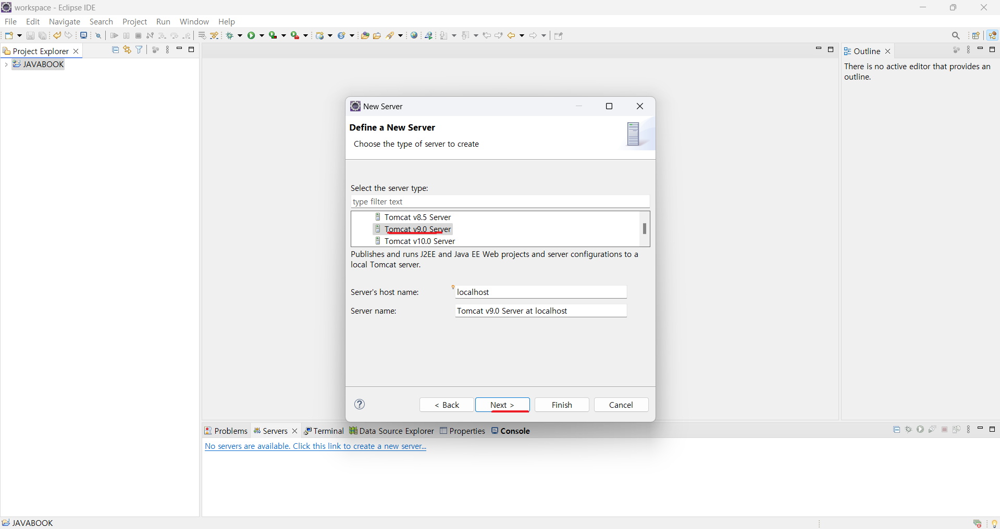 workspace - Eclipse IDE
File Edit Navigate Search Project Run Window Help
Project Explorer
JAVABOOK
Outline
There is no active editor that provides an
outline.
New Server
Define a New Server
Choose the type of server to create
Select the server type:
type filter text
Tomcat v8.5 Server
Tomcat v9.0 Server
Tomcat v10.0 Server
Publishes and runs J2EE and Java EE Web projects and server configurations to a
local Tomcat server.
Server's host name: localhost
Server name: Tomcat v9.0 Server at localhost
? < Back Next > Finish Cancel
Problems Servers Terminal Data Source Explorer Properties Console
No servers are available. Click this link to create a new server...
JAVABOOK